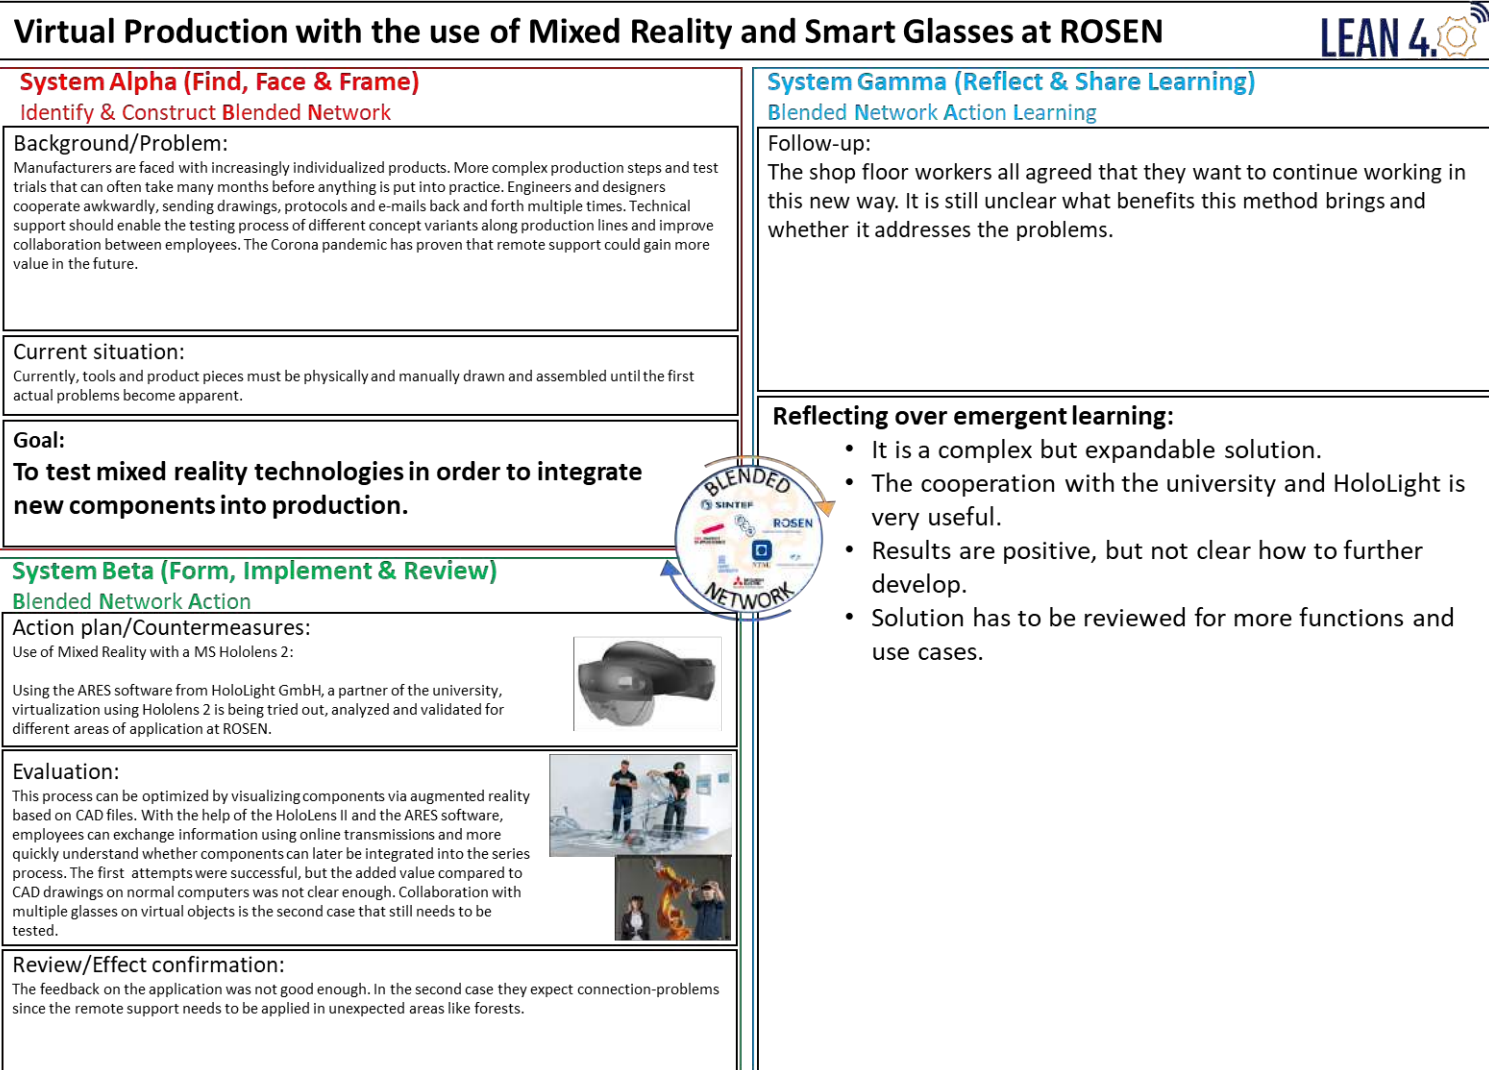 Virtual Production with the use of Mixed Reality and Smart Glasses at ROSEN
LEAN 4.
System Alpha (Find, Face & Frame)
Identify & Construct Blended Network
Background/Problem:
Manufacturers are faced with increasingly individualized products. More complex production steps and test
trials that can often take many months before anything is put into practice. Engineers and designers
cooperate awkwardly, sending drawings, protocols and e-mails back and forth multiple times. Technical
support should enable the testing process of different concept variants along production lines and improve
collaboration between employees. The Corona pandemic has proven that remote support could gain more
value in the future.
Current situation:
Currently, tools and product pieces must be physically and manually drawn and assembled until the first
actual problems become apparent.
Goal:
To test mixed reality technologies in order to integrate
new components into production.
System Beta (Form, Implement & Review)
Blended Network Action
Action plan/Countermeasures:
Use of Mixed Reality with a MS Hololens 2:
Using the ARES software from HoloLight GmbH, a partner of the university,
virtualization using Hololens 2 is being tried out, analyzed and validated for
different areas of application at ROSEN.
Evaluation:
This process can be optimized by visualizing components via augmented reality
based on CAD files. With the help of the HoloLens II and the ARES software,
employees can exchange information using online transmissions and more
quickly understand whether components can later be integrated into the series
process. The first attempts were successful, but the added value compared to
CAD drawings on normal computers was not clear enough. Collaboration with
multiple glasses on virtual objects is the second case that still needs to be
tested.
Review/Effect confirmation:
The feedback on the application was not good enough. In the second case they expect connection-problems
since the remote support needs to be applied in unexpected areas like forests.
BLENDED
SINTEF
ROSEN
NTNU
MITSUBISHI
ELECTRIC
NETWORK
System Gamma (Reflect & Share Learning)
Blended Network Action Learning
Follow-up:
The shop floor workers all agreed that they want to continue working in
this new way. It is still unclear what benefits this method brings and
whether it addresses the problems.
Reflecting over emergent learning:
• It is a complex but expandable solution.
• The cooperation with the university and HoloLight is
very useful.
• Results are positive, but not clear how to further
develop.
• Solution has to be reviewed for more functions and
use cases.